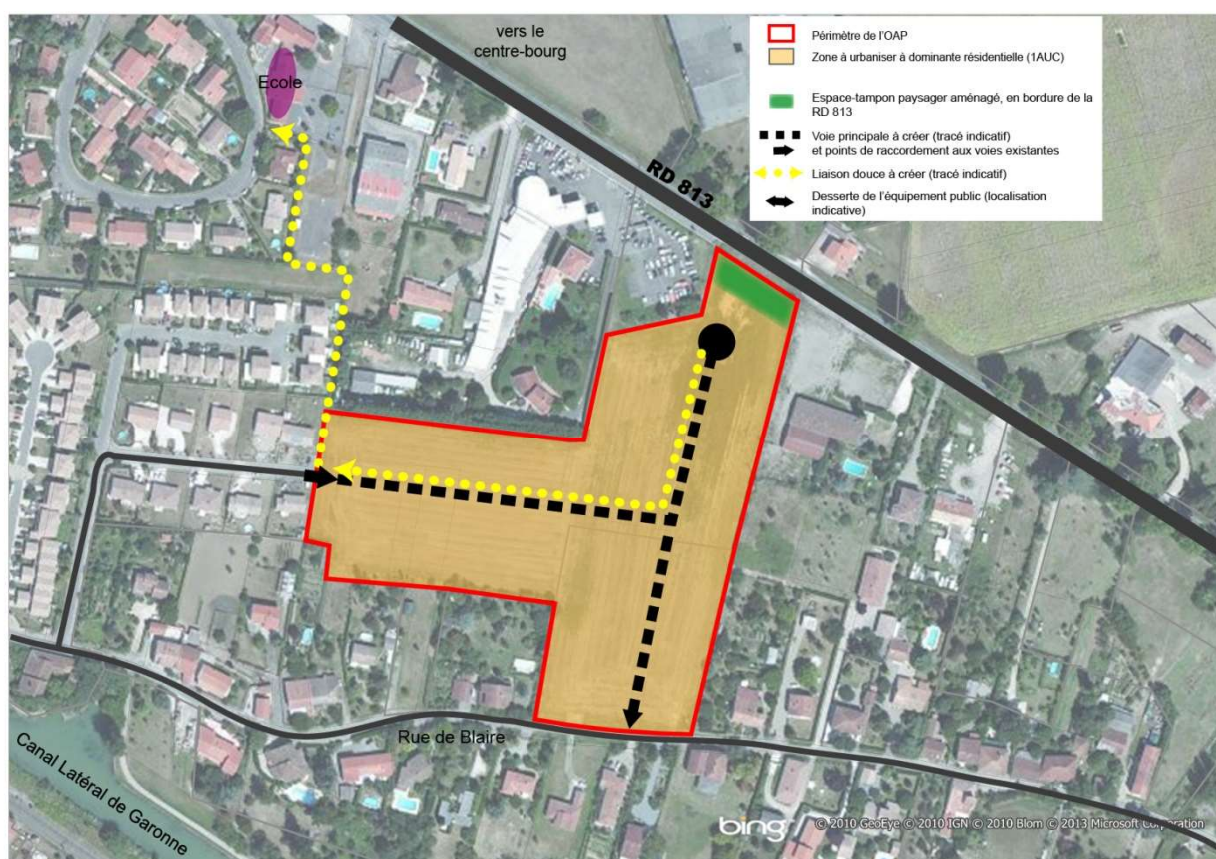 vers le
centre-bourg
Ecole
Périmètre de l'OAP
Zone à urbaniser à dominante résidentielle (1AUC)
Espace-tampon paysager aménagé, en bordure de la
RD 813
Voie principale à créer (tracé indicatif)
et points de raccordement aux voies existantes
Liaison douce à créer (tracé indicatif)
Desserte de l'équipement public (localisation
indicative)
RD 813
Rue de Blaire
Canal Latéral de Garonne
bing
© 2010 GeoEye © 2010 IGN © 2010 Blom © 2013 Microsoft Corporation